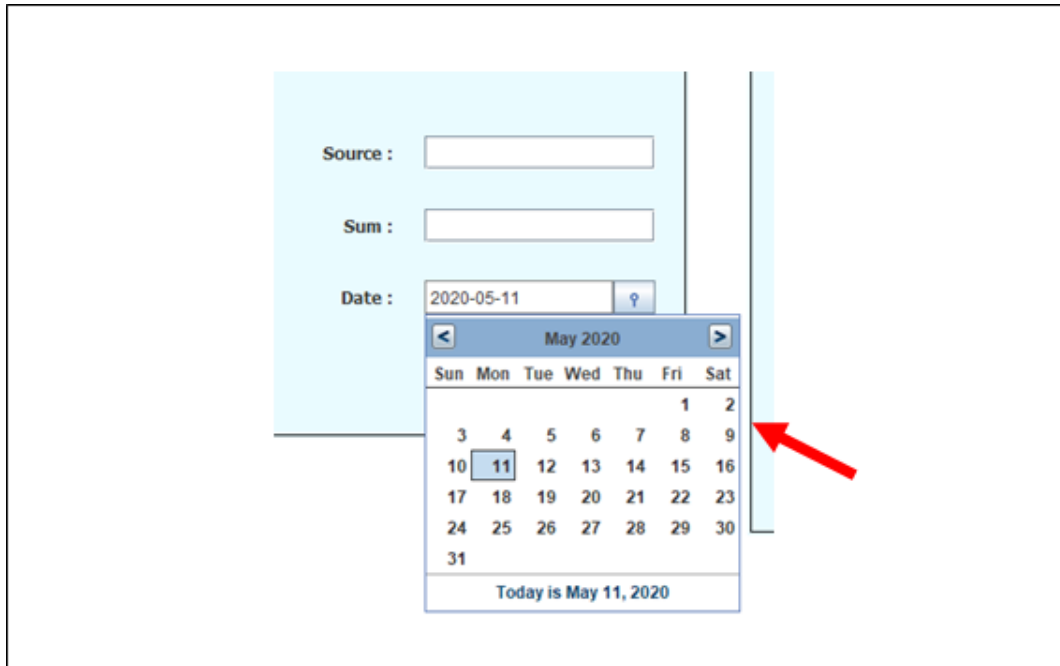 Source :
Sum :
Date : 2020-05-11
< May 2020 >
Sun Mon Tue Wed Thu Fri Sat
1 2
3 4 5 6 7 8 9
10 11 12 13 14 15 16
17 18 19 20 21 22 23
24 25 26 27 28 29 30
31
Today is May 11, 2020